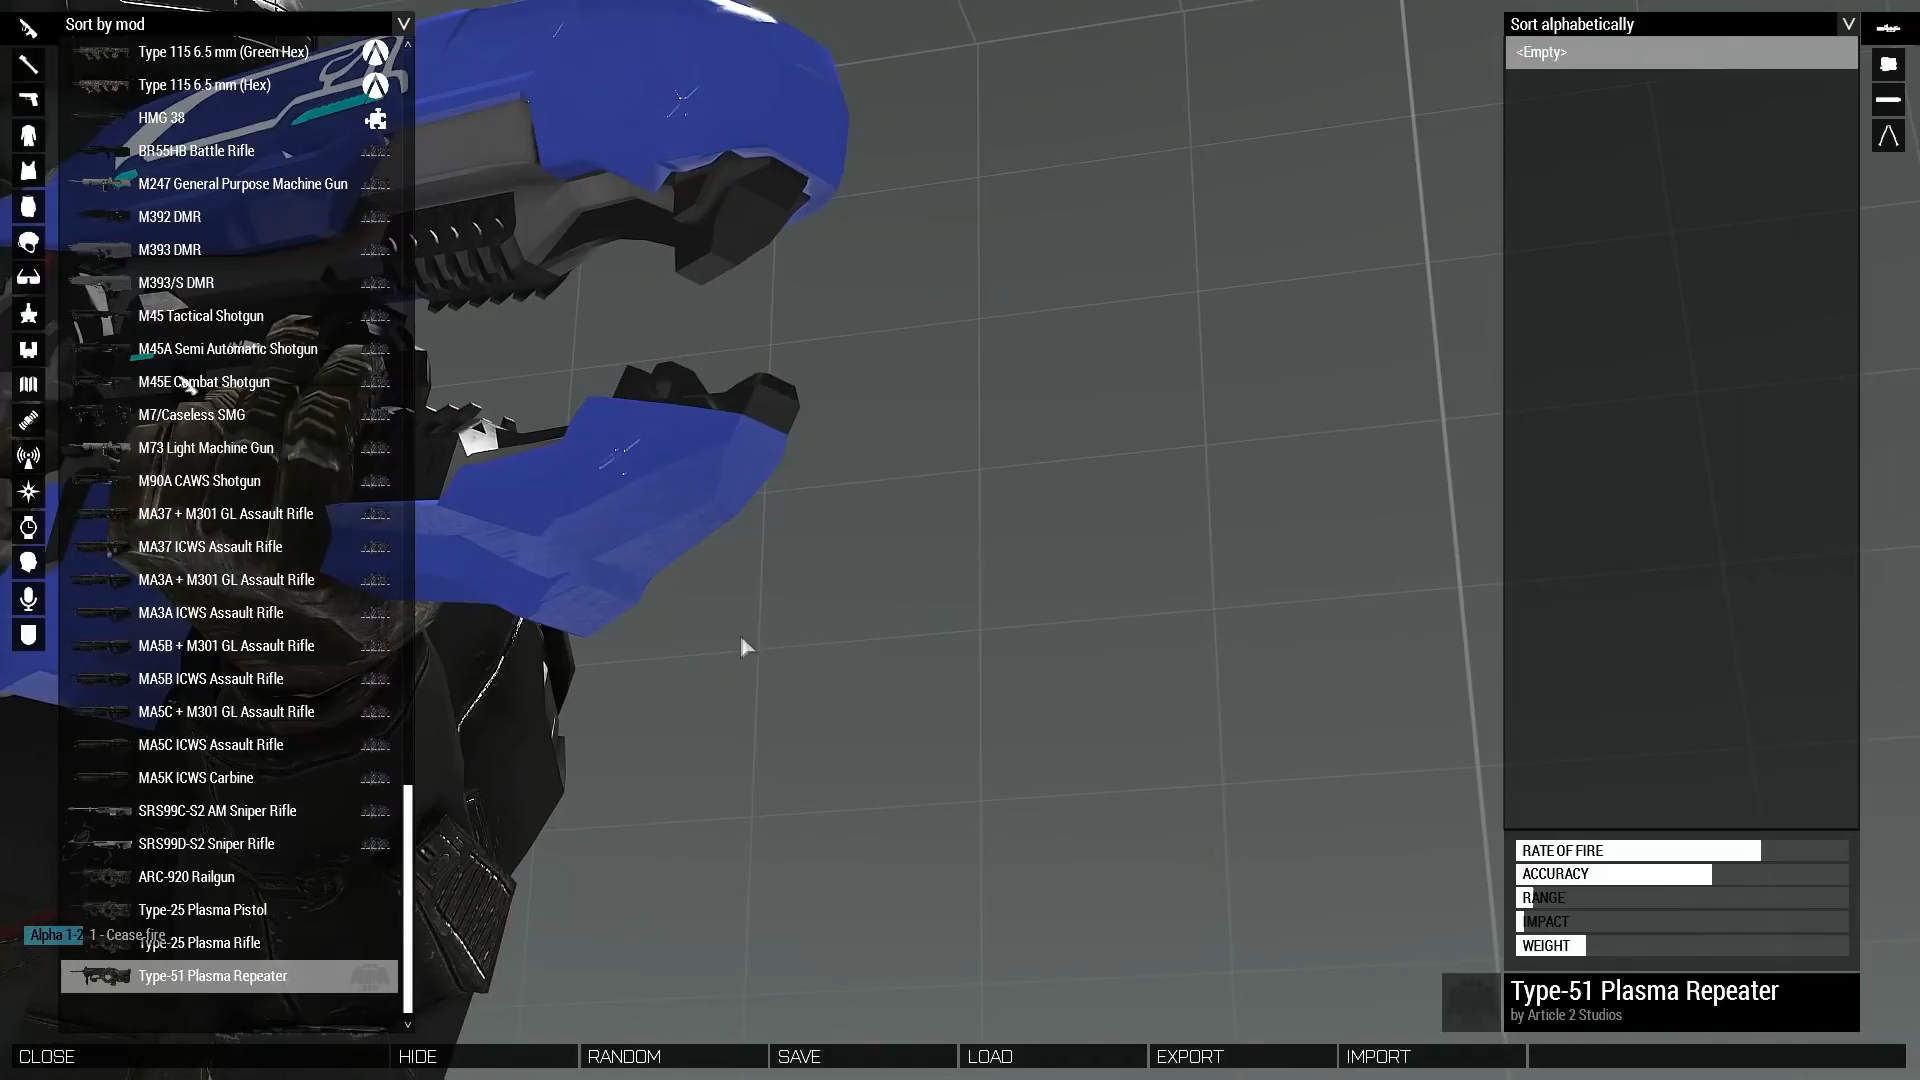 Sort by mod
Type 115 6.5 mm (Green Hex)
Type 115 6.5 mm (Hex)
HMG 38
BR55HB Battle Rifle
M247 General Purpose Machine Gun
M392 DMR
M393 DMR
M393/S DMR
M45 Tactical Shotgun
M45A Semi Automatic Shotgun
M45E Combat Shotgun
M7/Caseless SMG
M73 Light Machine Gun
M90A CAWS Shotgun
MA37 + M301 GL Assault Rifle
MA37 ICWS Assault Rifle
MA3A + M301 GL Assault Rifle
MA3A ICWS Assault Rifle
MA5B + M301 GL Assault Rifle
MA5B ICWS Assault Rifle
MA5C + M301 GL Assault Rifle
MA5C ICWS Assault Rifle
MA5K ICWS Carbine
SRS99C-S2 AM Sniper Rifle
SRS99D-S2 Sniper Rifle
ARC-920 Railgun
Type-25 Plasma Pistol
Alpha 1-2 1 - Cease fire
Type-25 Plasma Rifle
Type-51 Plasma Repeater
Sort alphabetically
<Empty>
RATE OF FIRE
ACCURACY
RANGE
IMPACT
WEIGHT
Type-51 Plasma Repeater
by Article 2 Studios
CLOSE
HIDE
RANDOM
SAVE
LOAD
EXPORT
IMPORT